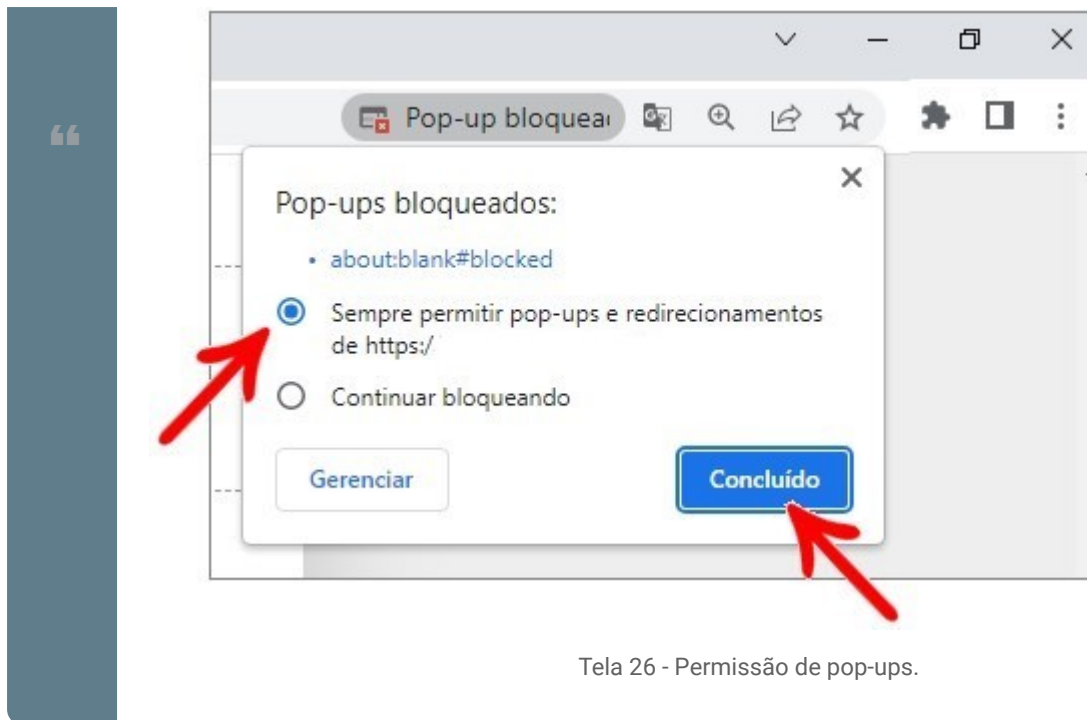 “
Pop-up bloquea
Pop-ups bloqueados:
• about:blank#blocked
Sempre permitir pop-ups e redirecionamentos
de https:/
Continuar bloqueando
Gerenciar
Concluído
Tela 26 - Permissão de pop-ups.